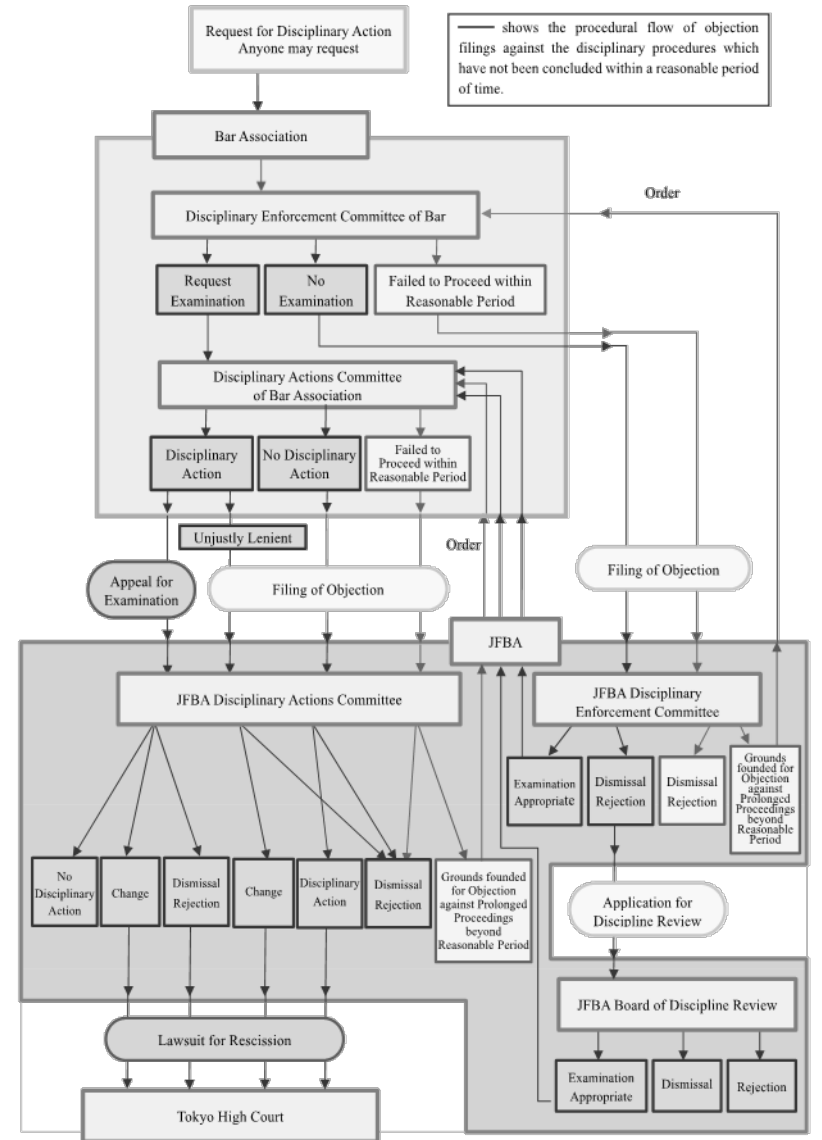 Request for Disciplinary Action
Anyone may request
shows the procedural flow of objection
filings against the disciplinary procedures which
have not been concluded within a reasonable period
of time.
Bar Association
Order
Disciplinary Enforcement Committee of Bar
Request
Examination
No
Examination
Failed to Proceed within
Reasonable Period
Disciplinary Actions Committee
of Bar Association
Disciplinary
Action
No Disciplinary
Action
Failed to
Proceed within
Reasonable Period
Unjustly Lenient
Order
Appeal for
Examination
Filing of Objection
Filing of Objection
JFBA
JFBA Disciplinary Actions Committee
JFBA Disciplinary
Enforcement Committee
Examination
Appropriate
Dismissal
Rejection
Dismissal
Rejection
Grounds
founded for
Objection
against
Prolonged
Proceedings
beyond
Reasonable
Period
No
Disciplinary
Action
Change
Dismissal
Rejection
Change
Disciplinary
Action
Dismissal
Rejection
Grounds founded
for Objection
against Prolonged
Proceedings
beyond
Reasonable Period
Application for
Discipline Review
JFBA Board of Discipline Review
Lawsuit for Rescission
Examination
Appropriate
Dismissal
Rejection
Tokyo High Court